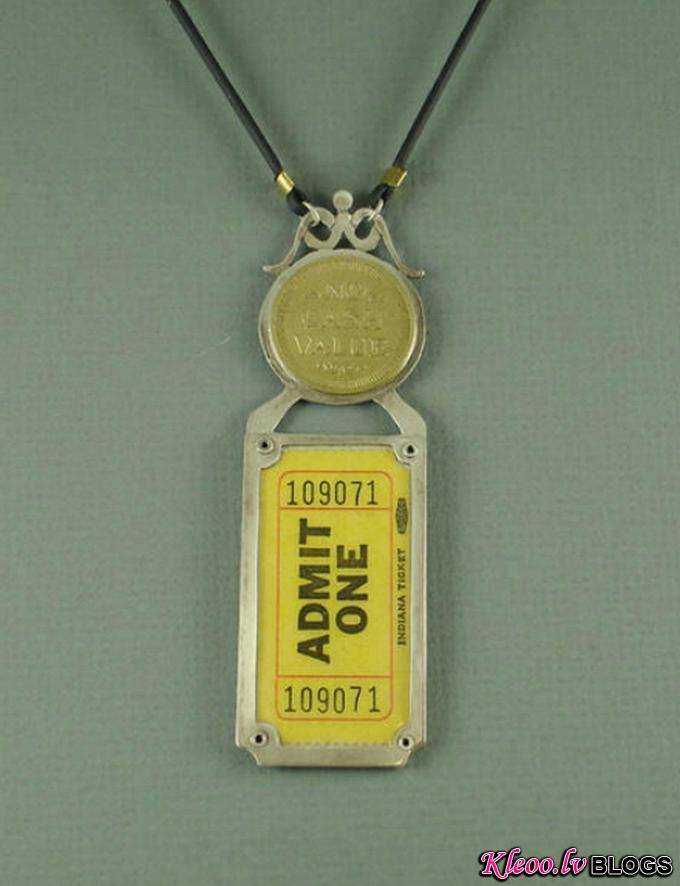 NO
CASH
VALUE
109071
ADMIT
ONE
INDIANA TICKET
109071
Kleoo.lv BLOGS